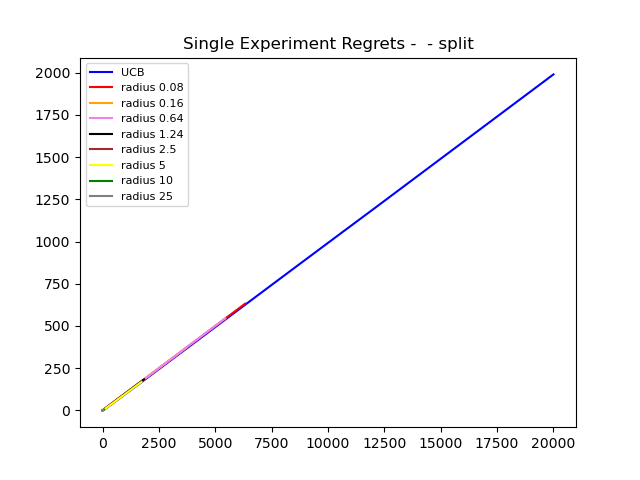 Single Experiment Regrets -  - split
2000
1750
1500
1250
1000
750
500
250
0
UCB
radius 0.08
radius 0.16
radius 0.64
radius 1.24
radius 2.5
radius 5
radius 10
radius 25
0 2500 5000 7500 10000 12500 15000 17500 20000